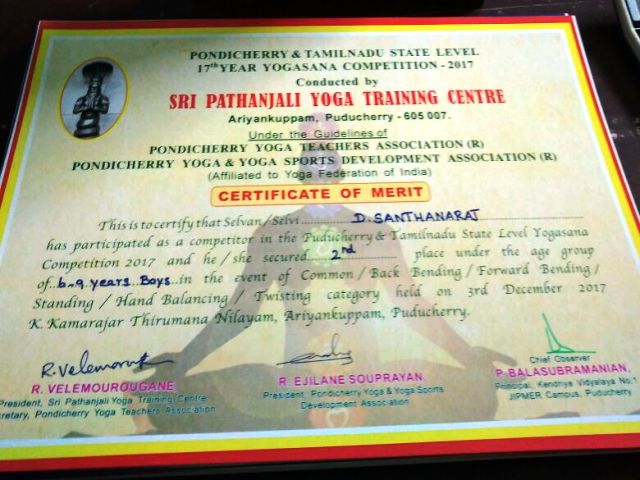 PONDICHERRY & TAMILNADU STATE LEVEL
17th YEAR YOGASANA COMPETITION - 2017
Conducted by
SRI PATHANJALI YOGA TRAINING CENTRE
Ariyankuppam, Puducherry - 605 007.
Under the Guidelines of
PONDICHERRY YOGA TEACHERS ASSOCIATION (R)
PONDICHERRY YOGA & YOGA SPORTS DEVELOPMENT ASSOCIATION (R)
(Affiliated to Yoga Federation of India)
CERTIFICATE OF MERIT
This is to certify that Selvan / Selvi D. SANTHANARAJ
has participated as a competitor in the Puducherry & Tamilnadu State Level Yogasana
Competition 2017 and he / she secured 2nd place under the age group
of 6-9 years Boys in the event of Common / Back Bending / Forward Bending /
Standing / Hand Balancing / Twisting category held on 3rd December 2017
K. Kamarajar Thirumana Nilayam, Ariyankuppam, Puducherry.
R. VELEMOUROUGANE
President, Sri Pathanjali Yoga Training Centre
cretary, Pondicherry Yoga Teachers Association
R. EJILANE SOUPRAYAN,
President, Pondicherry Yoga & Yoga Sports
Development Association
Chief Observer
P. BALASUBRAMANIAN,
Principal, Kendriya Vidyalaya No.1
JIPMER Campus, Puducherry